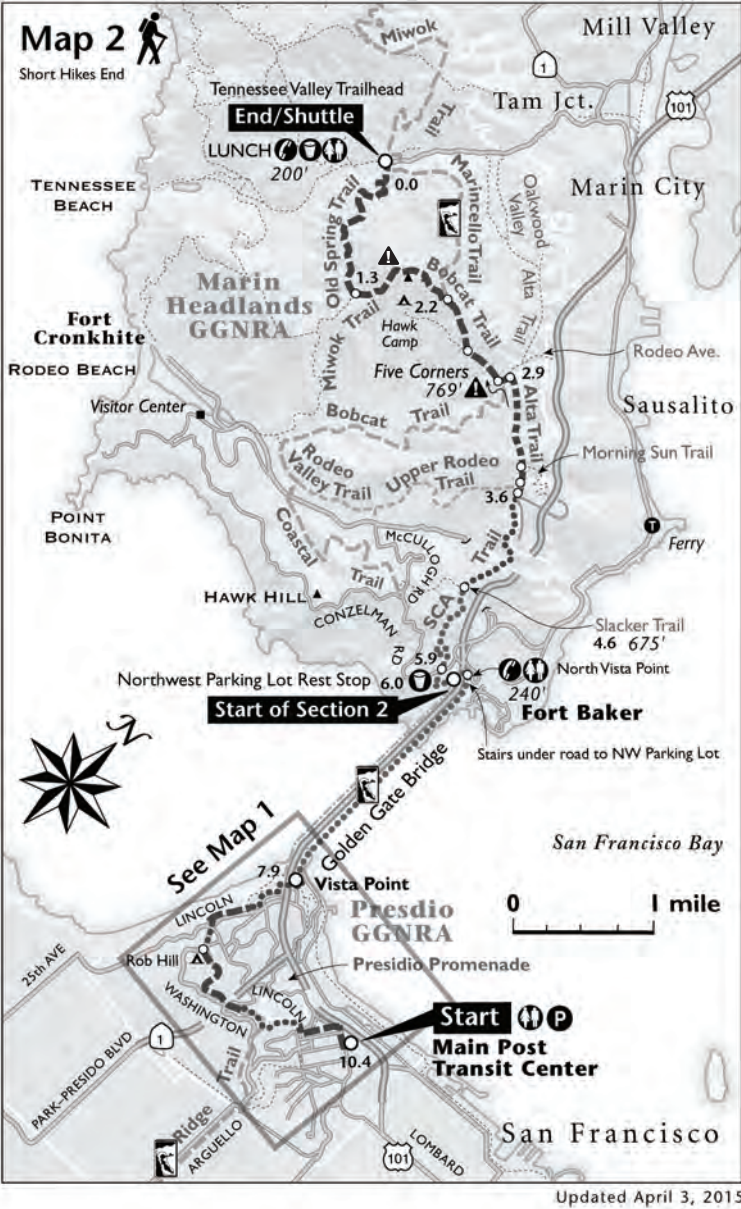 Map 2
Short Hikes End
Miwok
Trail
Mill Valley
1
Tam Jct.
101
Tennessee Valley Trailhead
End/Shuttle
LUNCH
200'
0.0
TENNESSEE
BEACH
Marin City
Old Spring Trail
Marincello Trail
Oakwood
Valley
Alta Trail
!
1.3
Bobcat Trail
Marin
Headlands
GGNRA
2.2
Hawk
Camp
Miwok Trail
Fort
Cronkhite
RODEO BEACH
Rodeo Ave.
Five Corners
769'
!
2.9
Alta Trail
Sausalito
Visitor Center
Bobcat Trail
Morning Sun Trail
Rodeo
Valley Trail
Upper Rodeo
Trail
3.6
POINT
BONITA
Coastal
Trail
McCULLOGH RD
T
Ferry
SCA Trail
HAWK HILL
CONZELMAN
RD
Slacker Trail
4.6 675'
5.9
North Vista Point
240'
Northwest Parking Lot Rest Stop
6.0
Start of Section 2
Fort Baker
Stairs under road to NW Parking Lot
N
Golden Gate Bridge
San Francisco Bay
See Map 1
7.9
Vista Point
0 1 mile
LINCOLN
Presdio
GGNRA
25th AVE
Rob Hill
Presidio Promenade
WASHINGTON
LINCOLN
Start
P
Main Post
Transit Center
10.4
1
PARK-PRESIDO BLVD
Ridge Trail
ARGUELLO
101
LOMBARD
San Francisco
Updated April 3, 2015